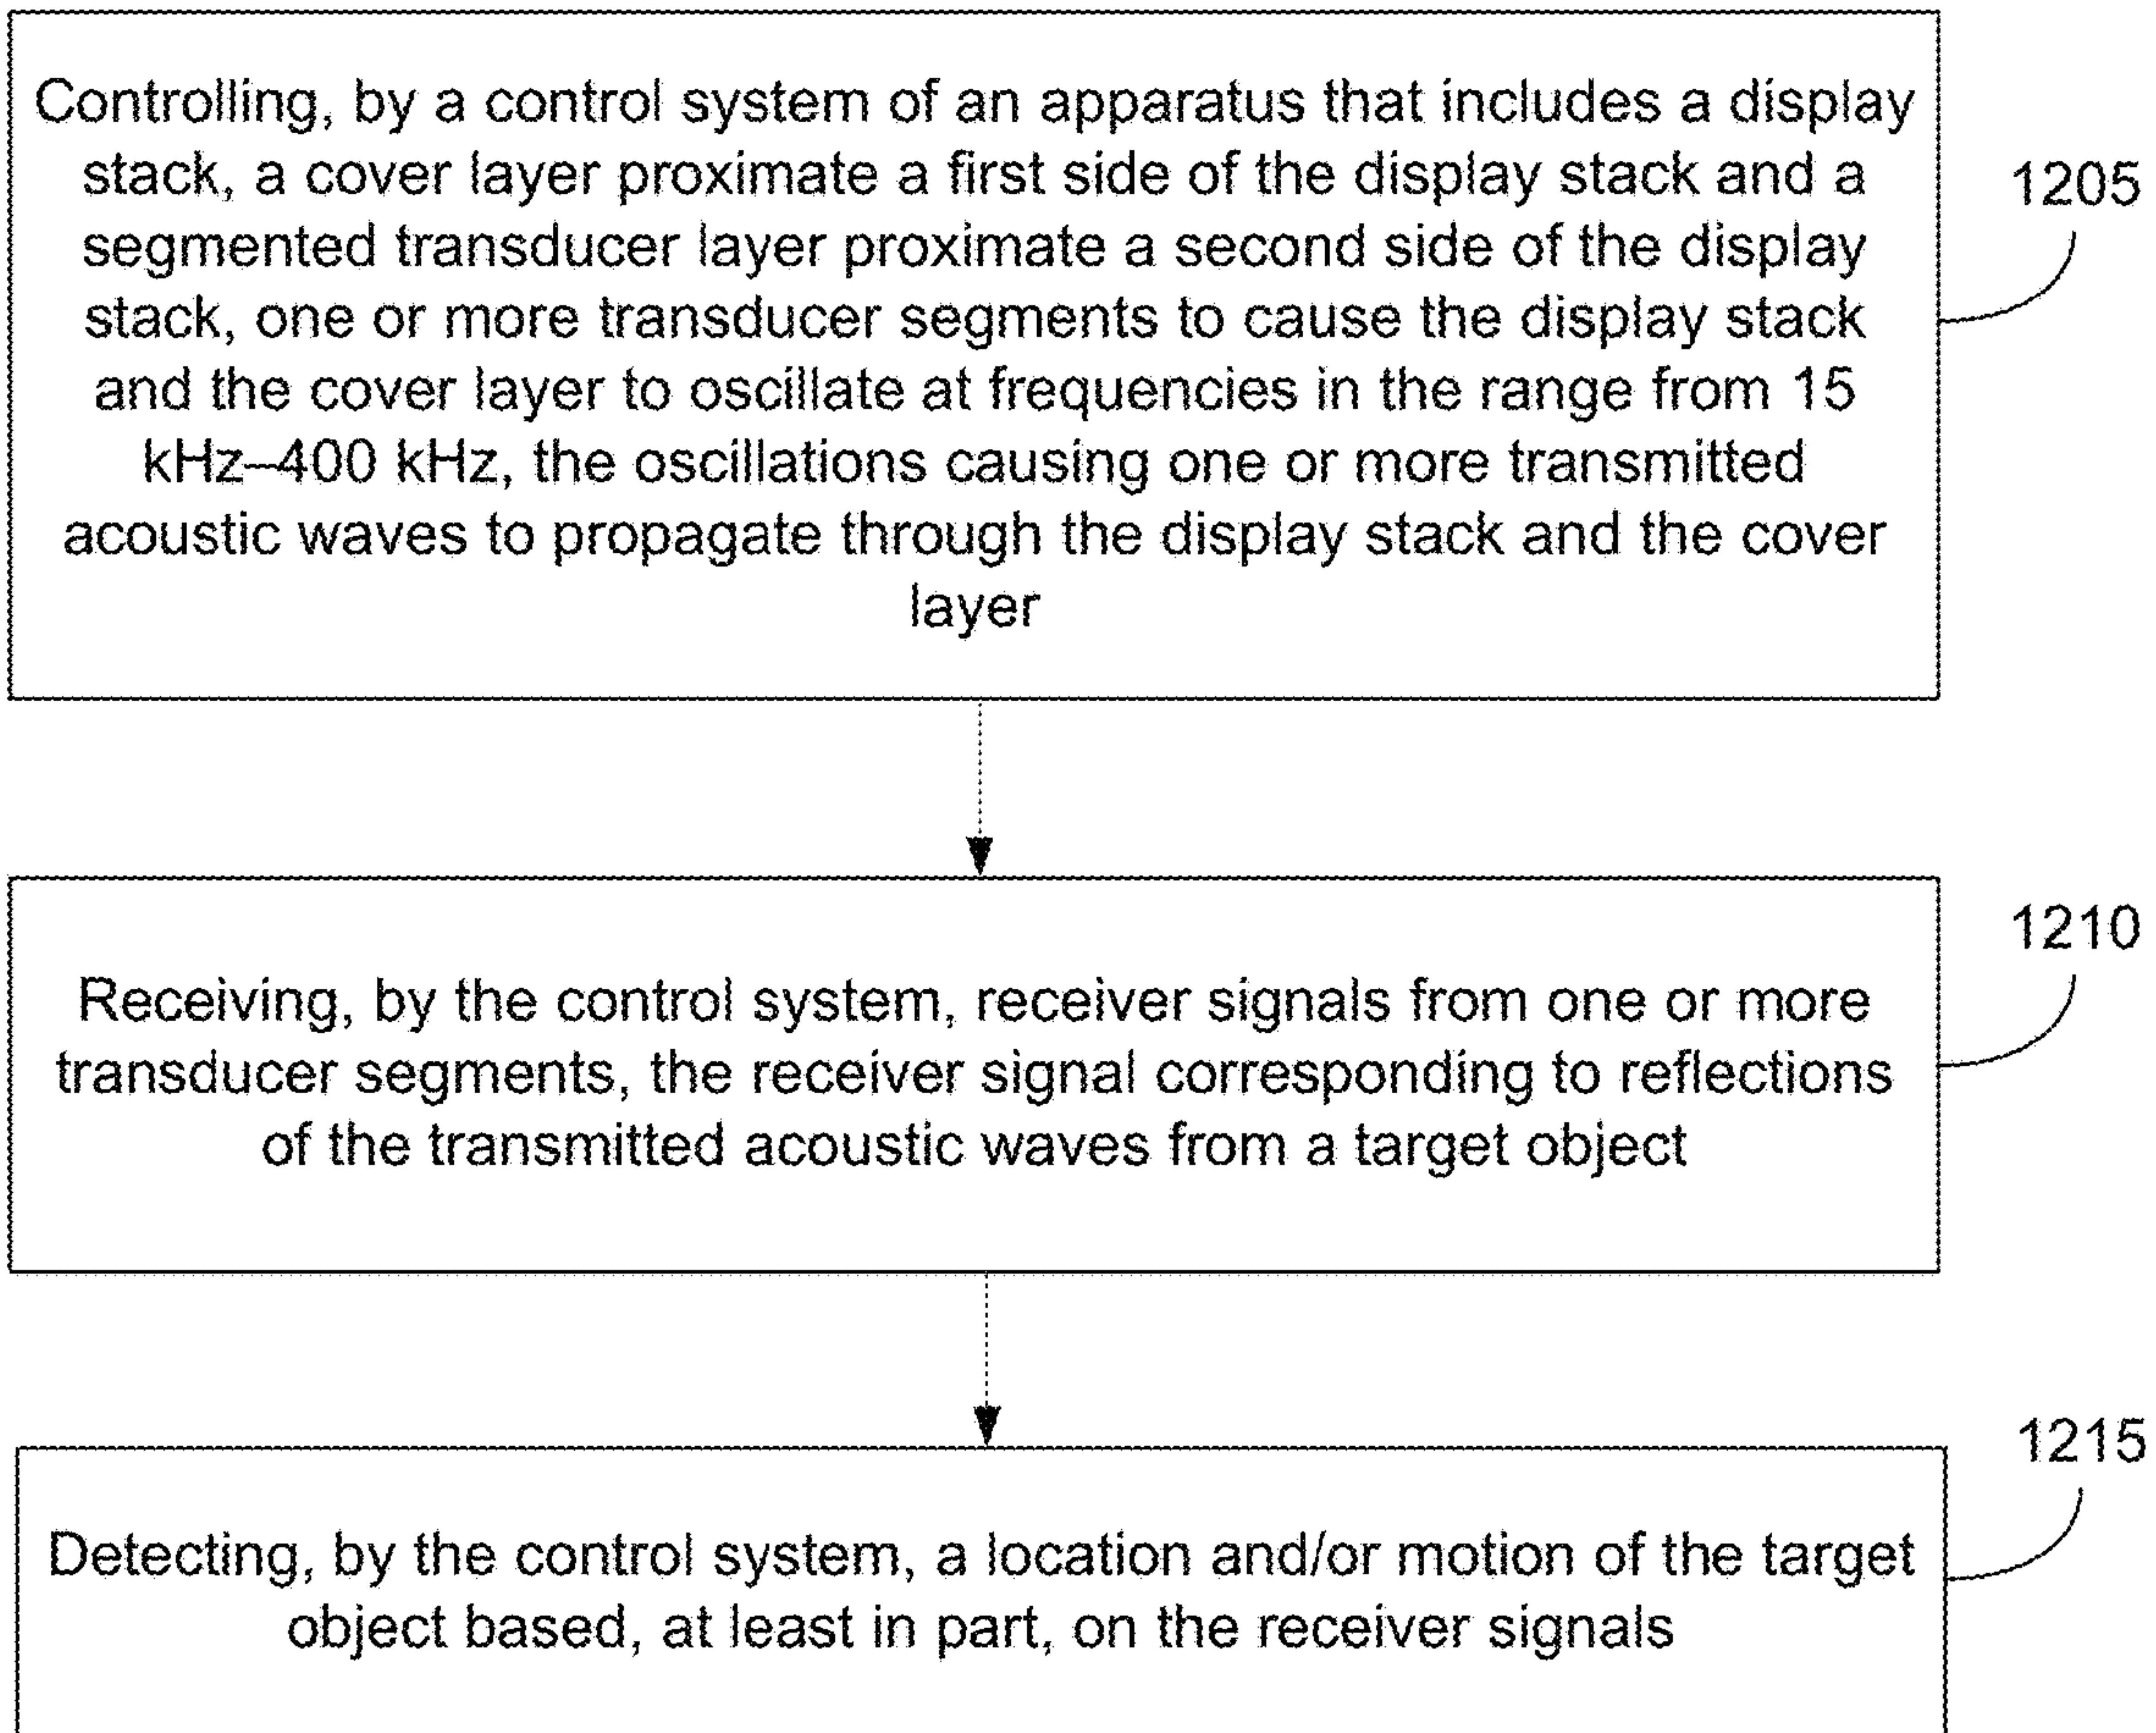 Controlling, by a control system of an apparatus that includes a display
stack, a cover layer proximate a first side of the display stack and a
segmented transducer layer proximate a second side of the display
stack, one or more transducer segments to cause the display stack
and the cover layer to oscillate at frequencies in the range from 15
kHz–400 kHz, the oscillations causing one or more transmitted
acoustic waves to propagate through the display stack and the cover
layer
1205
Receiving, by the control system, receiver signals from one or more
transducer segments, the receiver signal corresponding to reflections
of the transmitted acoustic waves from a target object
1210
Detecting, by the control system, a location and/or motion of the target
object based, at least in part, on the receiver signals
1215